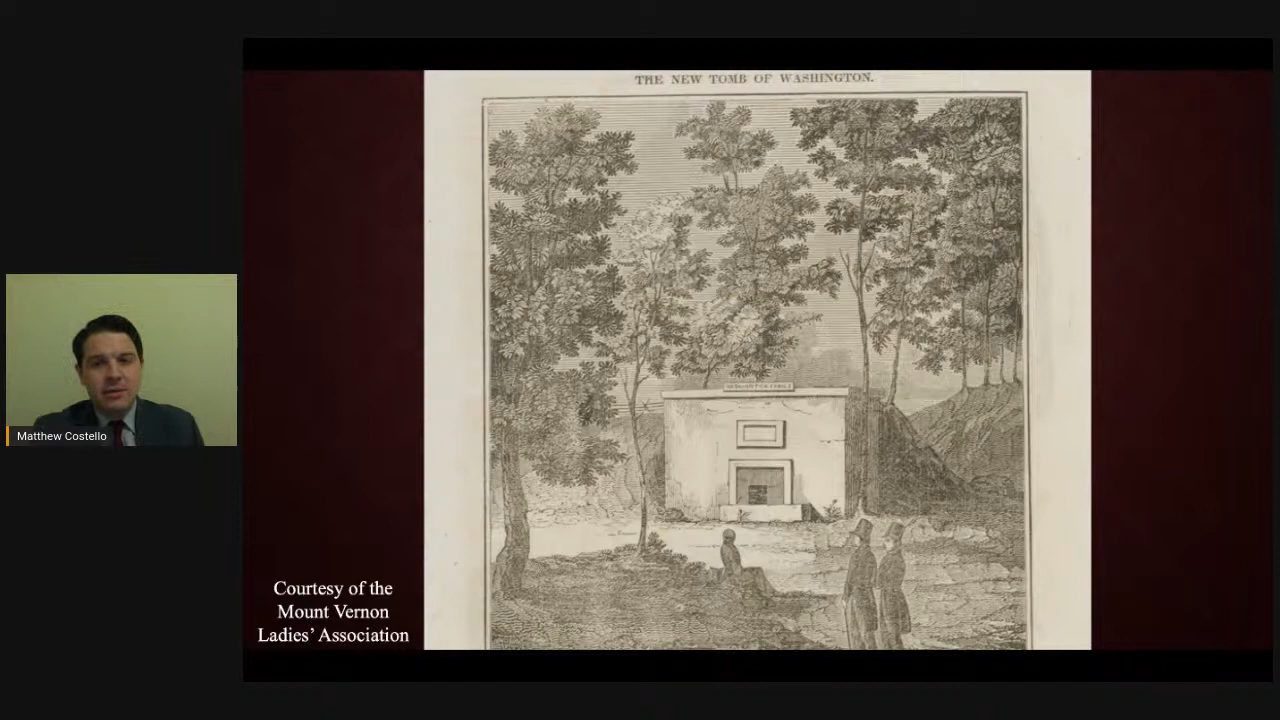 THE NEW TOMB OF WASHINGTON.
Matthew Costello
Courtesy of the
Mount Vernon
Ladies’ Association